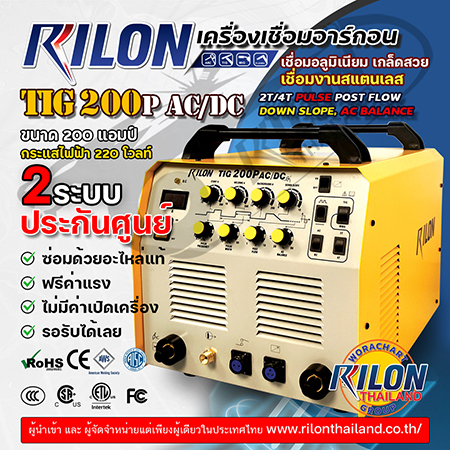 RILON
เครื่องเชื่อมอาร์กอน
เชื่อมอลูมิเนียม เกล็ดสวย
เชื่อมงานสแตนเลส
2T/4T PULSE POST FLOW
DOWN SLOPE, AC BALANCE
TIG 200P AC/DC
ขนาด 200 แอมป์
กระแสไฟฟ้า 220 โวลท์
2 ระบบ
ประกันศูนย์
ซ่อมด้วยอะไหล่แท้
ฟรีค่าแรง
ไม่มีค่าเปิดเครื่อง
รอรับได้เลย
RILON TIG 200PAC/DC
RILON
RoHS
CE
AWS
American Welding Society
CCC
CSA
US
Intertek
FC
WORACHART
RILON
THAILAND
GROUP
ผู้นำเข้า และ ผู้จัดจำหน่ายแต่เพียงผู้เดียวในประเทศไทย www.rilonthailand.co.th/